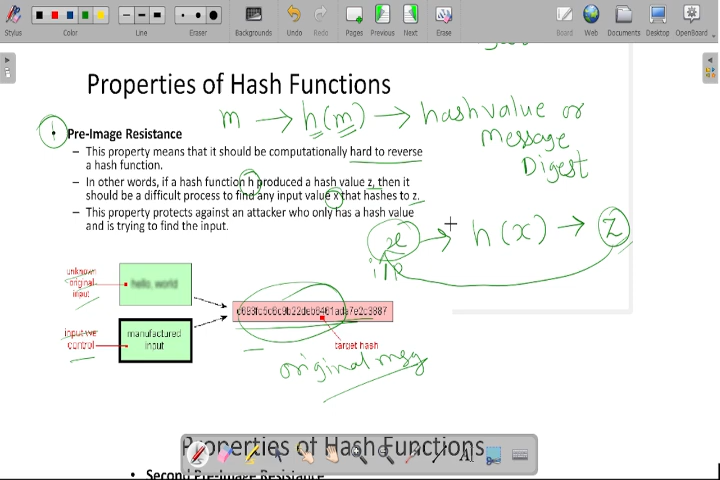 Styles
Color
Line
Eraser
Backgrounds
Undo
Redo
Pages
Previous
Next
Erase
Board
Web
Documents
Desktop
OpenBoard
Properties of Hash Functions
m → h(m) → hash value or
Message
Digest
• Pre-Image Resistance
– This property means that it should be computationally hard to reverse
a hash function.
– In other words, if a hash function h produced a hash value z, then it
should be a difficult process to find any input value x that hashes to z.
– This property protects against an attacker who only has a hash value
and is trying to find the input.
x → h(x) → z
i/p
unknown
original
input
hello, world
input we
control
manufactured
input
target hash
original msg
Properties of Hash Functions
• Second Pre-Image Resistance